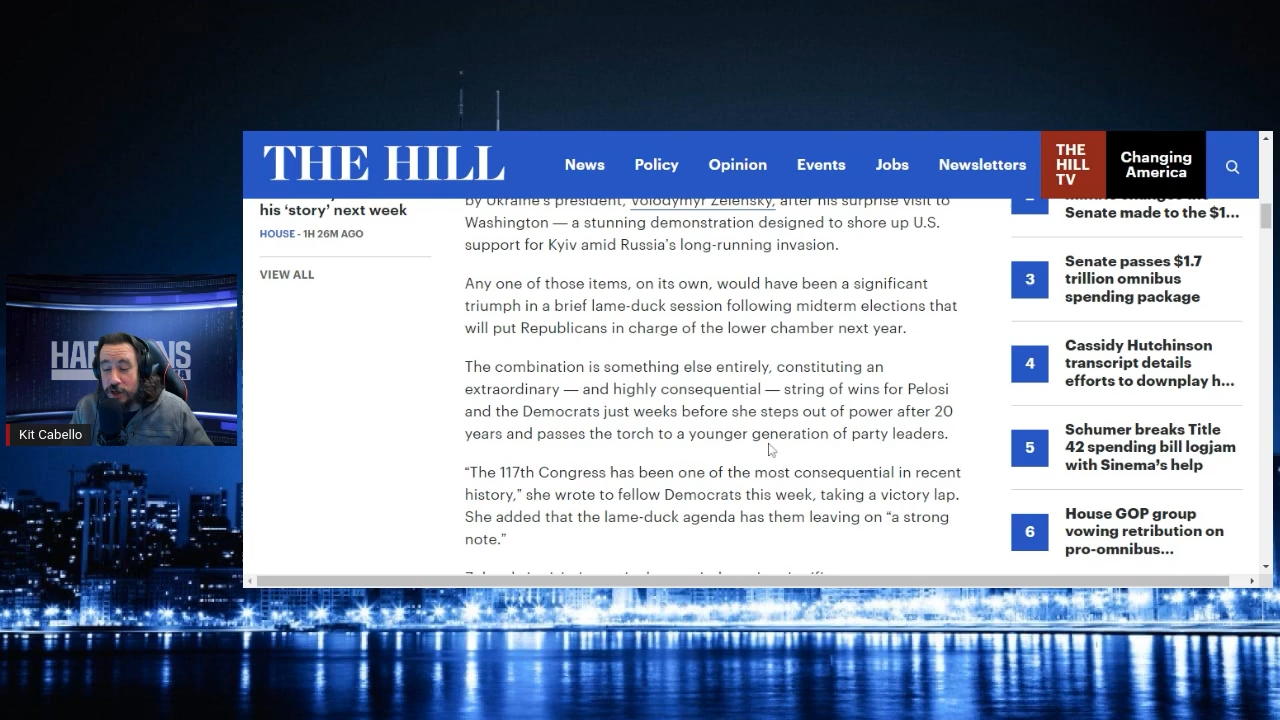 THE HILL
News
Policy
Opinion
Events
Jobs
Newsletters
THE
HILL
TV
Changing
America
his ‘story’ next week
HOUSE - 1H 26M AGO
VIEW ALL
by Ukraine’s president, Volodymyr Zelensky, after his surprise visit to
Washington — a stunning demonstration designed to shore up U.S.
support for Kyiv amid Russia’s long-running invasion.
Any one of those items, on its own, would have been a significant
triumph in a brief lame-duck session following midterm elections that
will put Republicans in charge of the lower chamber next year.
The combination is something else entirely, constituting an
extraordinary — and highly consequential — string of wins for Pelosi
and the Democrats just weeks before she steps out of power after 20
years and passes the torch to a younger generation of party leaders.
“The 117th Congress has been one of the most consequential in recent
history,” she wrote to fellow Democrats this week, taking a victory lap.
She added that the lame-duck agenda has them leaving on “a strong
note.”
Senate made to the $1...
3
Senate passes $1.7
trillion omnibus
spending package
4
Cassidy Hutchinson
transcript details
efforts to downplay h...
5
Schumer breaks Title
42 spending bill logjam
with Sinema’s help
6
House GOP group
vowing retribution on
pro-omnibus...
Kit Cabello